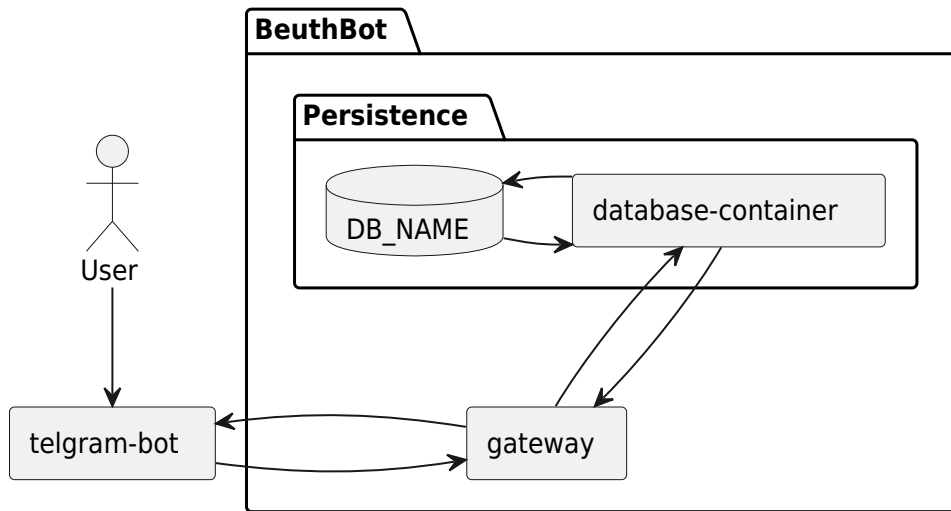 BeuthBot
Persistence
DB_NAME
database-container
User
telgram-bot
gateway